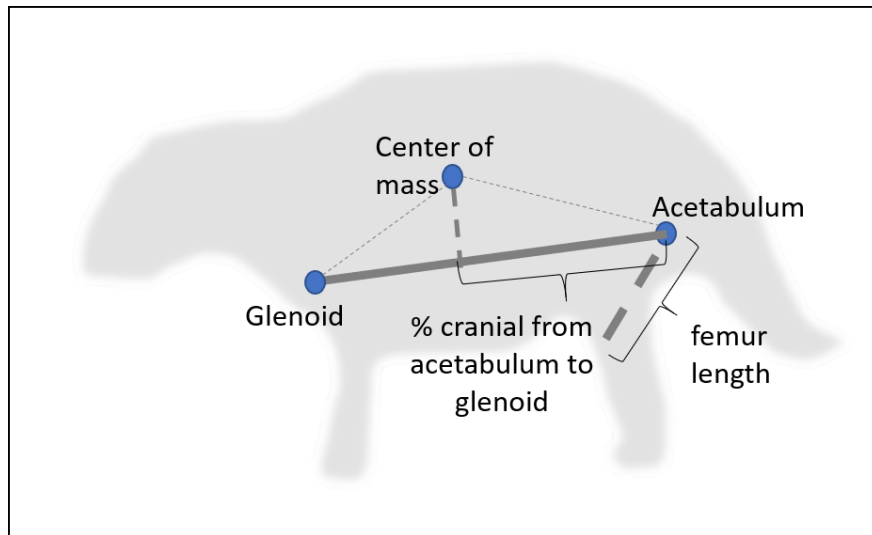 Center of
mass
Acetabulum
Glenoid
% cranial from
acetabulum to
glenoid
femur
length